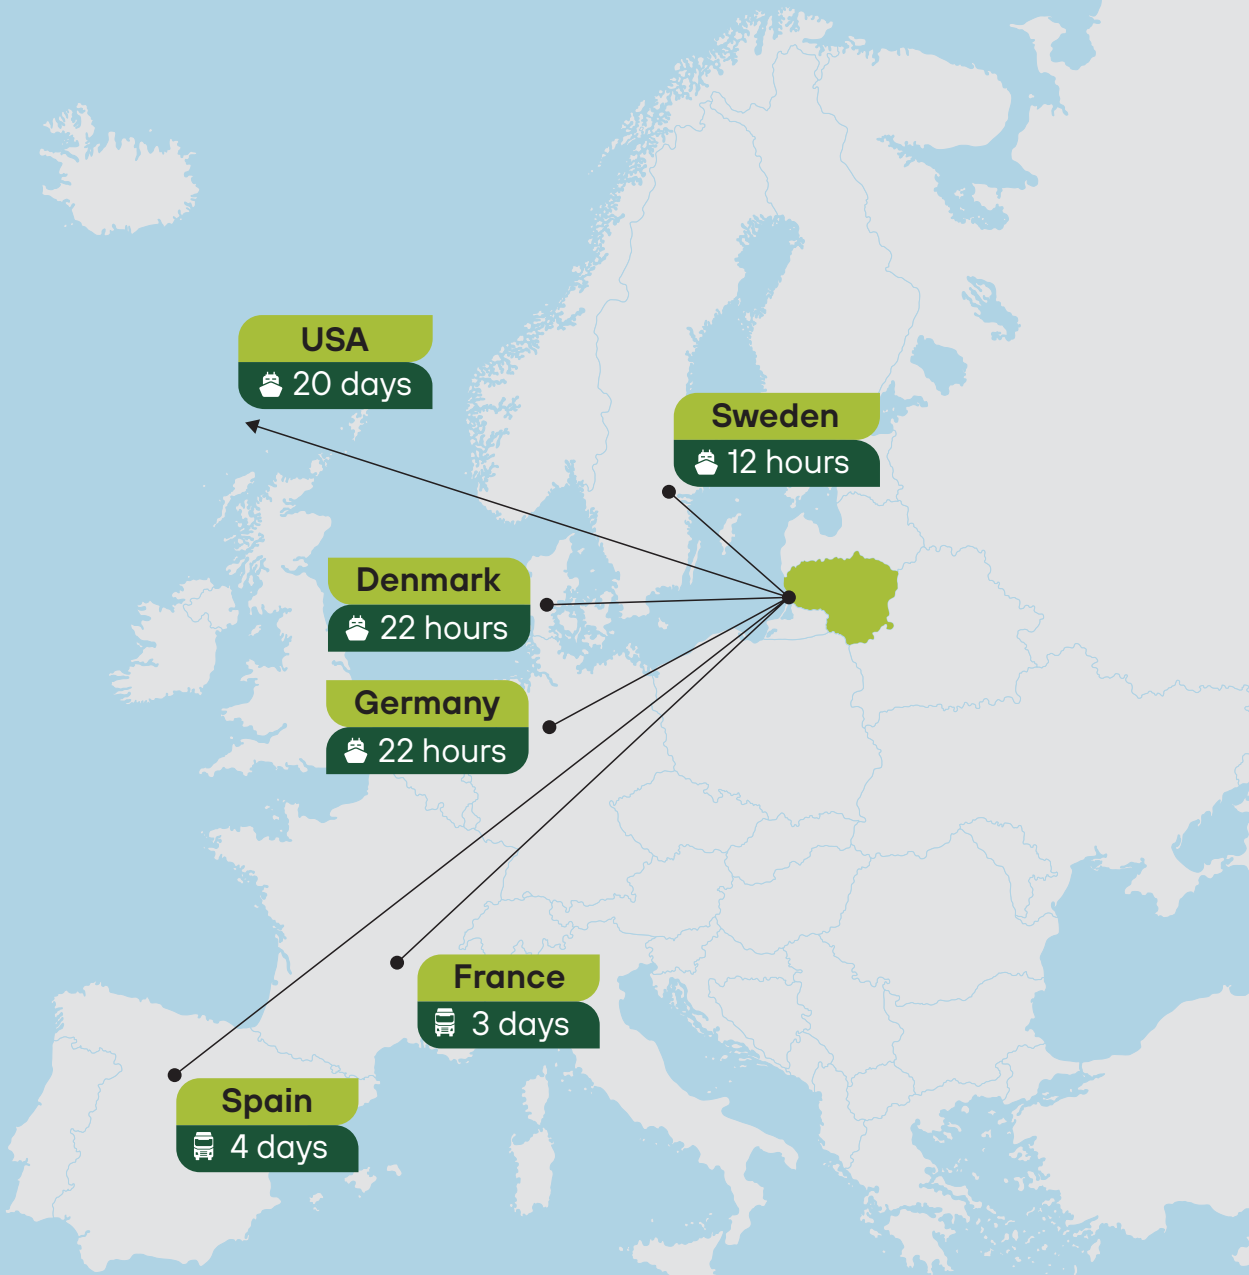 USA
20 days
Sweden
12 hours
Denmark
22 hours
Germany
22 hours
France
3 days
Spain
4 days